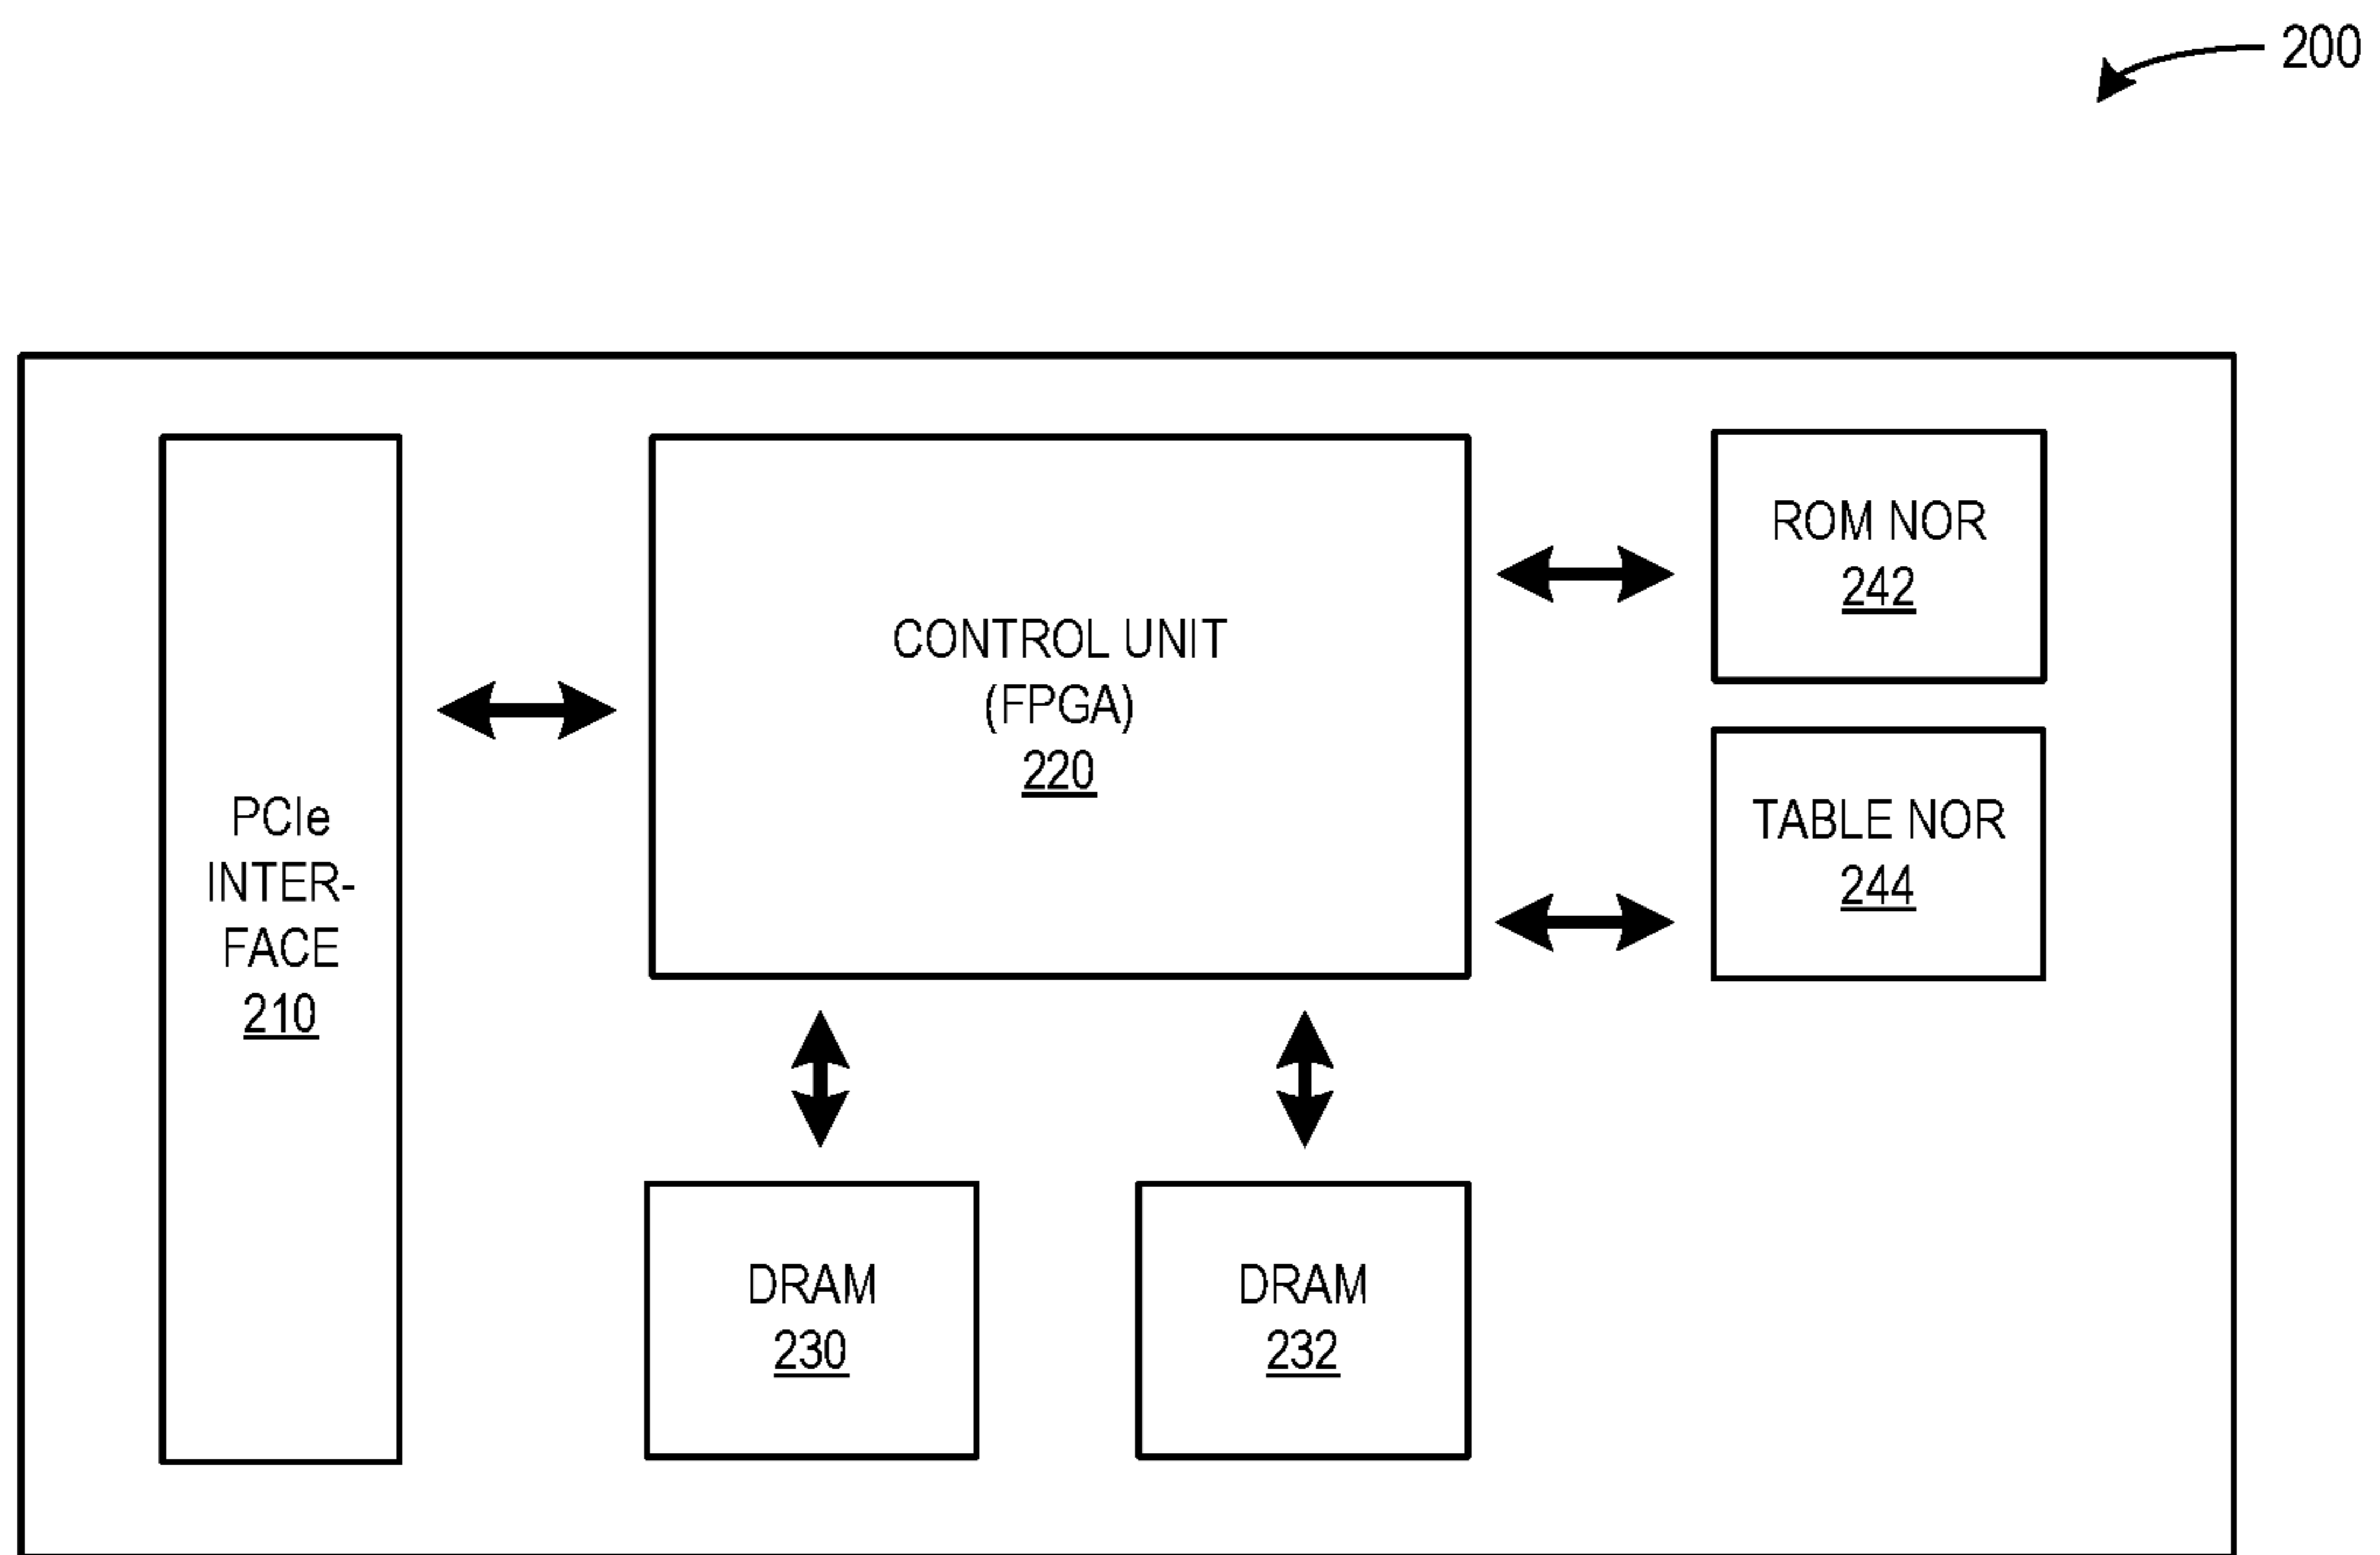 200
PCIe
INTER-
FACE
210
CONTROL UNIT
(FPGA)
220
ROM NOR
242
TABLE NOR
244
DRAM
230
DRAM
232